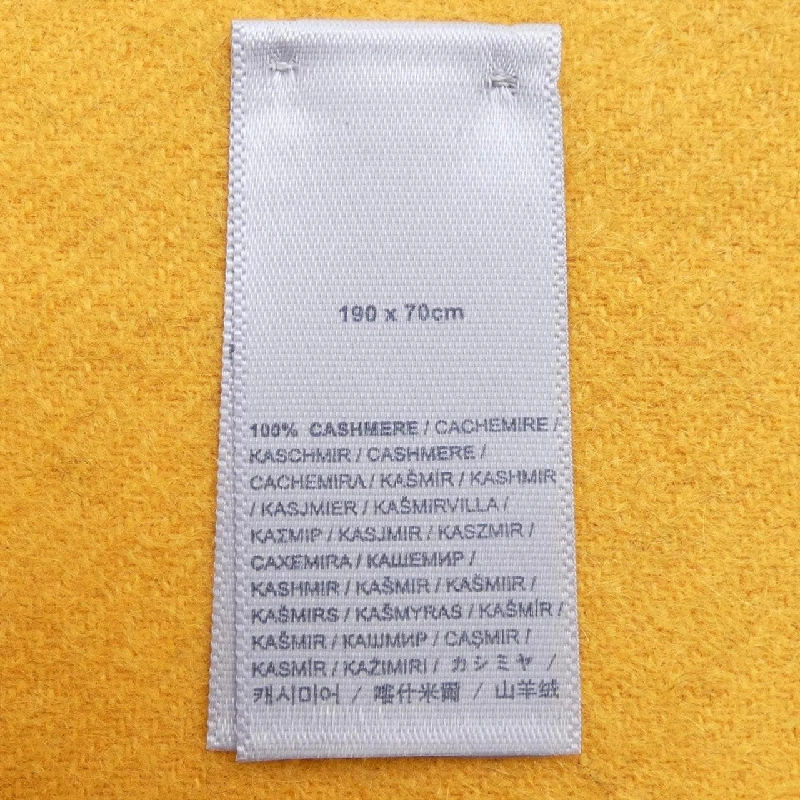 190 x 70cm
100% CASHMERE / CACHEMIRE /
KASCHMIR / CASHMERE /
CACHEMIRA / KAŠMÍR / KASHMIR
/ KASJMIER / KAŠMIRVILLA /
ΚΑΣΜΙΡ / KASJMIR / KASZMIR /
CAXEMIRA / КАШЕМИР /
KASHMIR / KAŠMIR / KAŠMIIR /
KAŠMIRS / KAŠMYRAS / KAŠMÍR /
KAŠMIR / КАШМИР / CAŞMIR /
KASMÍR / KAŽIMIRI / カシミヤ /
캐시미어 / 喀什米爾 / 山羊绒